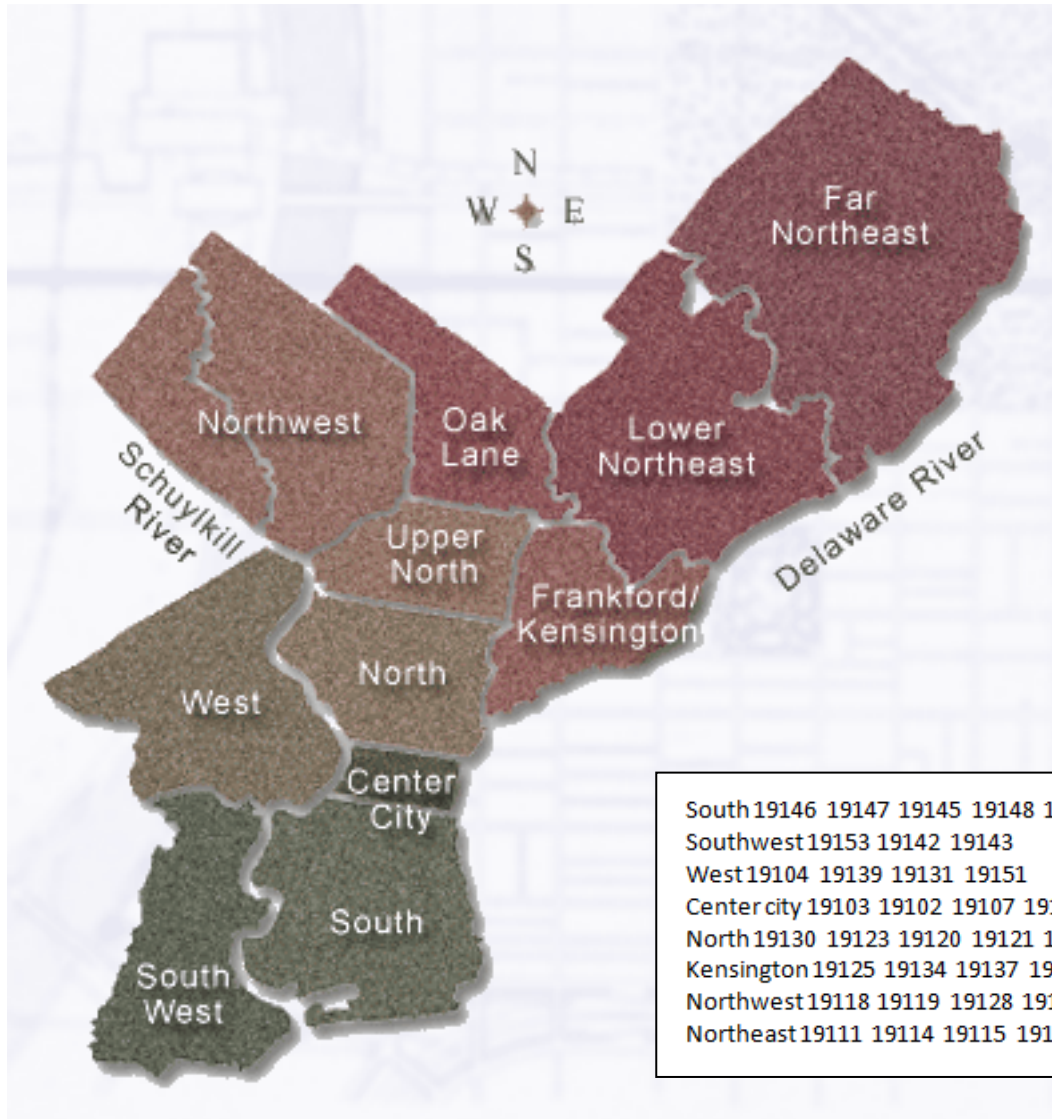 N
W E
S
Far
Northeast
Northwest
Oak
Lane
Lower
Northeast
Schuylkill
River
Delaware River
Upper
North
Frankford/
Kensington
North
West
Center
City
South
South
West
South 19146 19147 19145 19148
Southwest 19153 19142 19143
West 19104 19139 19131 19151
Center city 19103 19102 19107
North 19130 19123 19120 19121
Kensington 19125 19134 19137
Northwest 19118 19119 19128
Northeast 19111 19114 19115